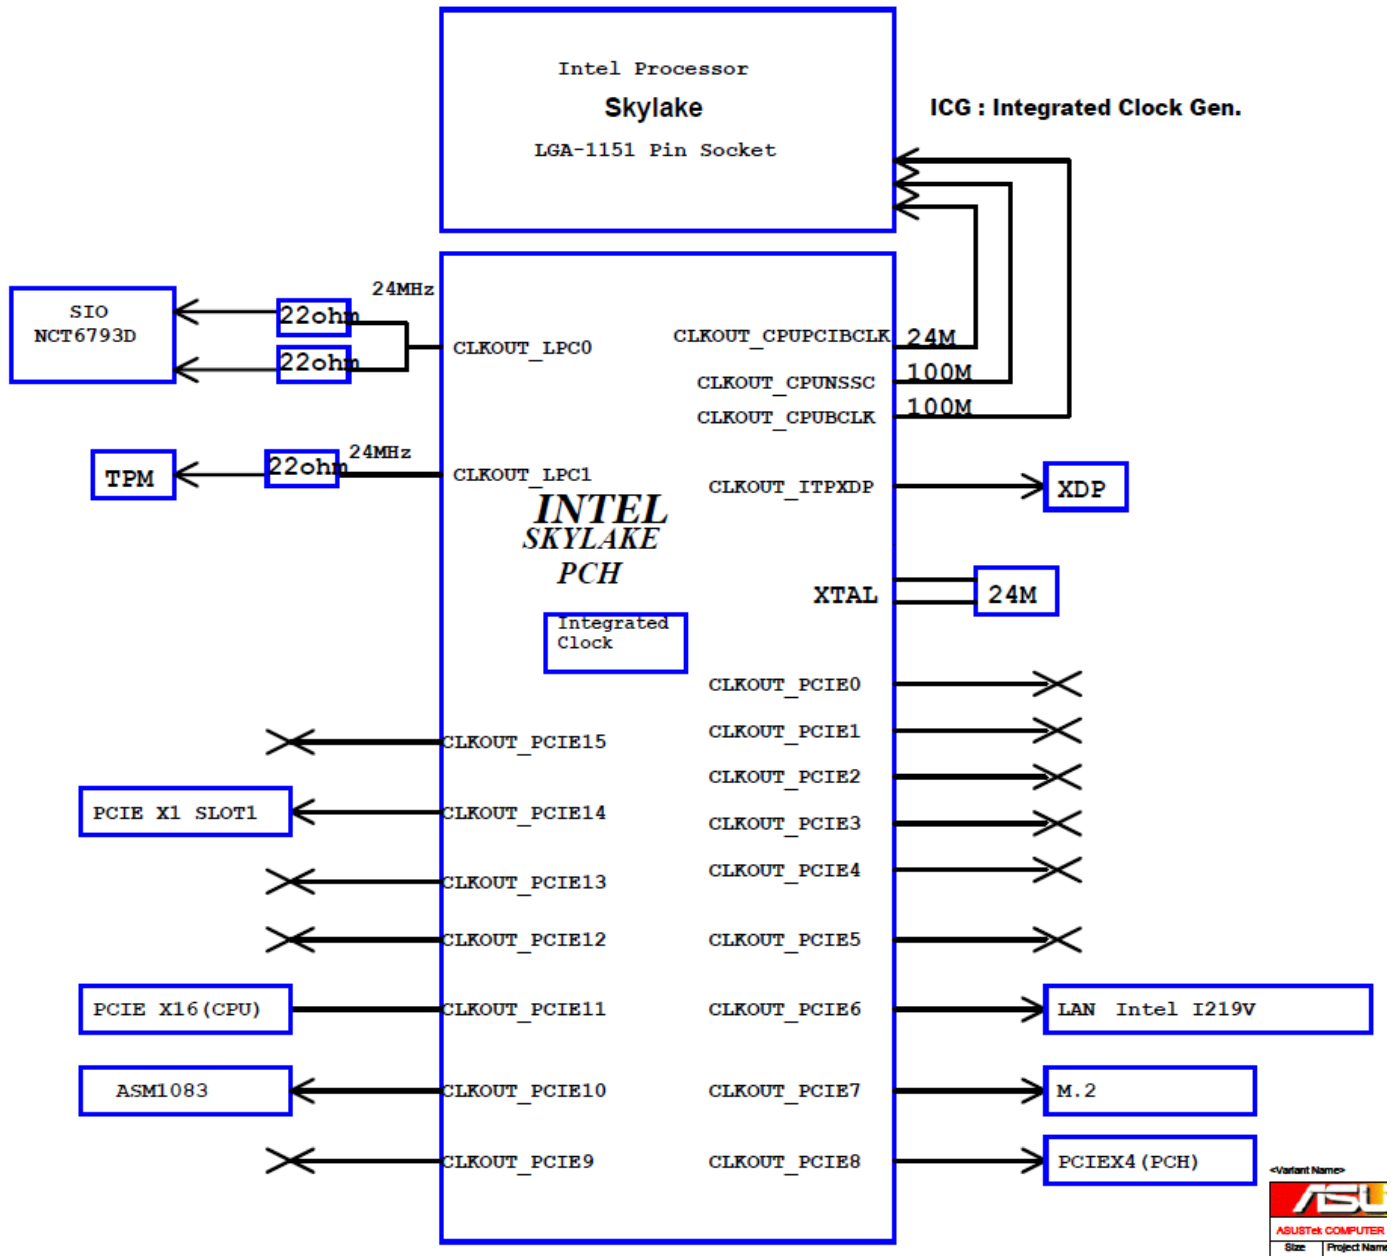 Intel Processor
Skylake
LGA-1151 Pin Socket
ICG : Integrated Clock Gen.
SIO
NCT6793D
22ohm
22ohm
24MHz
CLKOUT_LPC0
TPM
22ohm
24MHz
CLKOUT_LPC1
CLKOUT_CPUPCIBCLK
24M
CLKOUT_CPUNSSC
100M
CLKOUT_CPUBCLK
100M
CLKOUT_ITPXDP
XDP
INTEL
SKYLAKE
PCH
XTAL
24M
Integrated
Clock
CLKOUT_PCIE0
CLKOUT_PCIE1
CLKOUT_PCIE2
CLKOUT_PCIE3
CLKOUT_PCIE4
CLKOUT_PCIE5
CLKOUT_PCIE6
LAN Intel I219V
CLKOUT_PCIE7
M.2
CLKOUT_PCIE8
PCIEX4(PCH)
CLKOUT_PCIE15
PCIE X1 SLOT1
CLKOUT_PCIE14
CLKOUT_PCIE13
CLKOUT_PCIE12
PCIE X16(CPU)
CLKOUT_PCIE11
ASM1083
CLKOUT_PCIE10
CLKOUT_PCIE9
<Variant Name>
ASUSTek COMPUTER
Size
Project Name